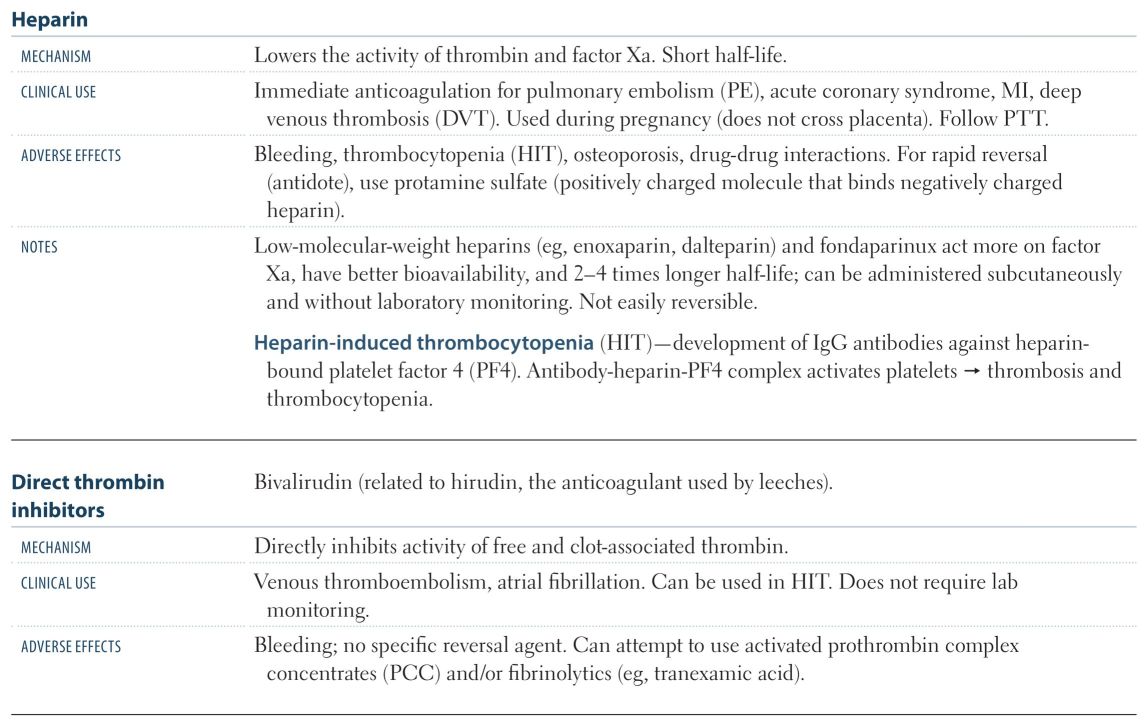 Heparin
MECHANISM Lowers the activity of thrombin and factor Xa. Short half-life.
CLINICAL USE Immediate anticoagulation for pulmonary embolism (PE), acute coronary syndrome, MI, deep
venous thrombosis (DVT). Used during pregnancy (does not cross placenta). Follow PTT.
ADVERSE EFFECTS Bleeding, thrombocytopenia (HIT), osteoporosis, drug-drug interactions. For rapid reversal
(antidote), use protamine sulfate (positively charged molecule that binds negatively charged
heparin).
NOTES Low-molecular-weight heparins (eg, enoxaparin, dalteparin) and fondaparinux act more on factor
Xa, have better bioavailability, and 2–4 times longer half-life; can be administered subcutaneously
and without laboratory monitoring. Not easily reversible.
Heparin-induced thrombocytopenia (HIT)—development of IgG antibodies against heparin-
bound platelet factor 4 (PF4). Antibody-heparin-PF4 complex activates platelets → thrombosis and
thrombocytopenia.
Direct thrombin Bivalirudin (related to hirudin, the anticoagulant used by leeches).
inhibitors
MECHANISM Directly inhibits activity of free and clot-associated thrombin.
CLINICAL USE Venous thromboembolism, atrial fibrillation. Can be used in HIT. Does not require lab
monitoring.
ADVERSE EFFECTS Bleeding; no specific reversal agent. Can attempt to use activated prothrombin complex
concentrates (PCC) and/or fibrinolytics (eg, tranexamic acid).